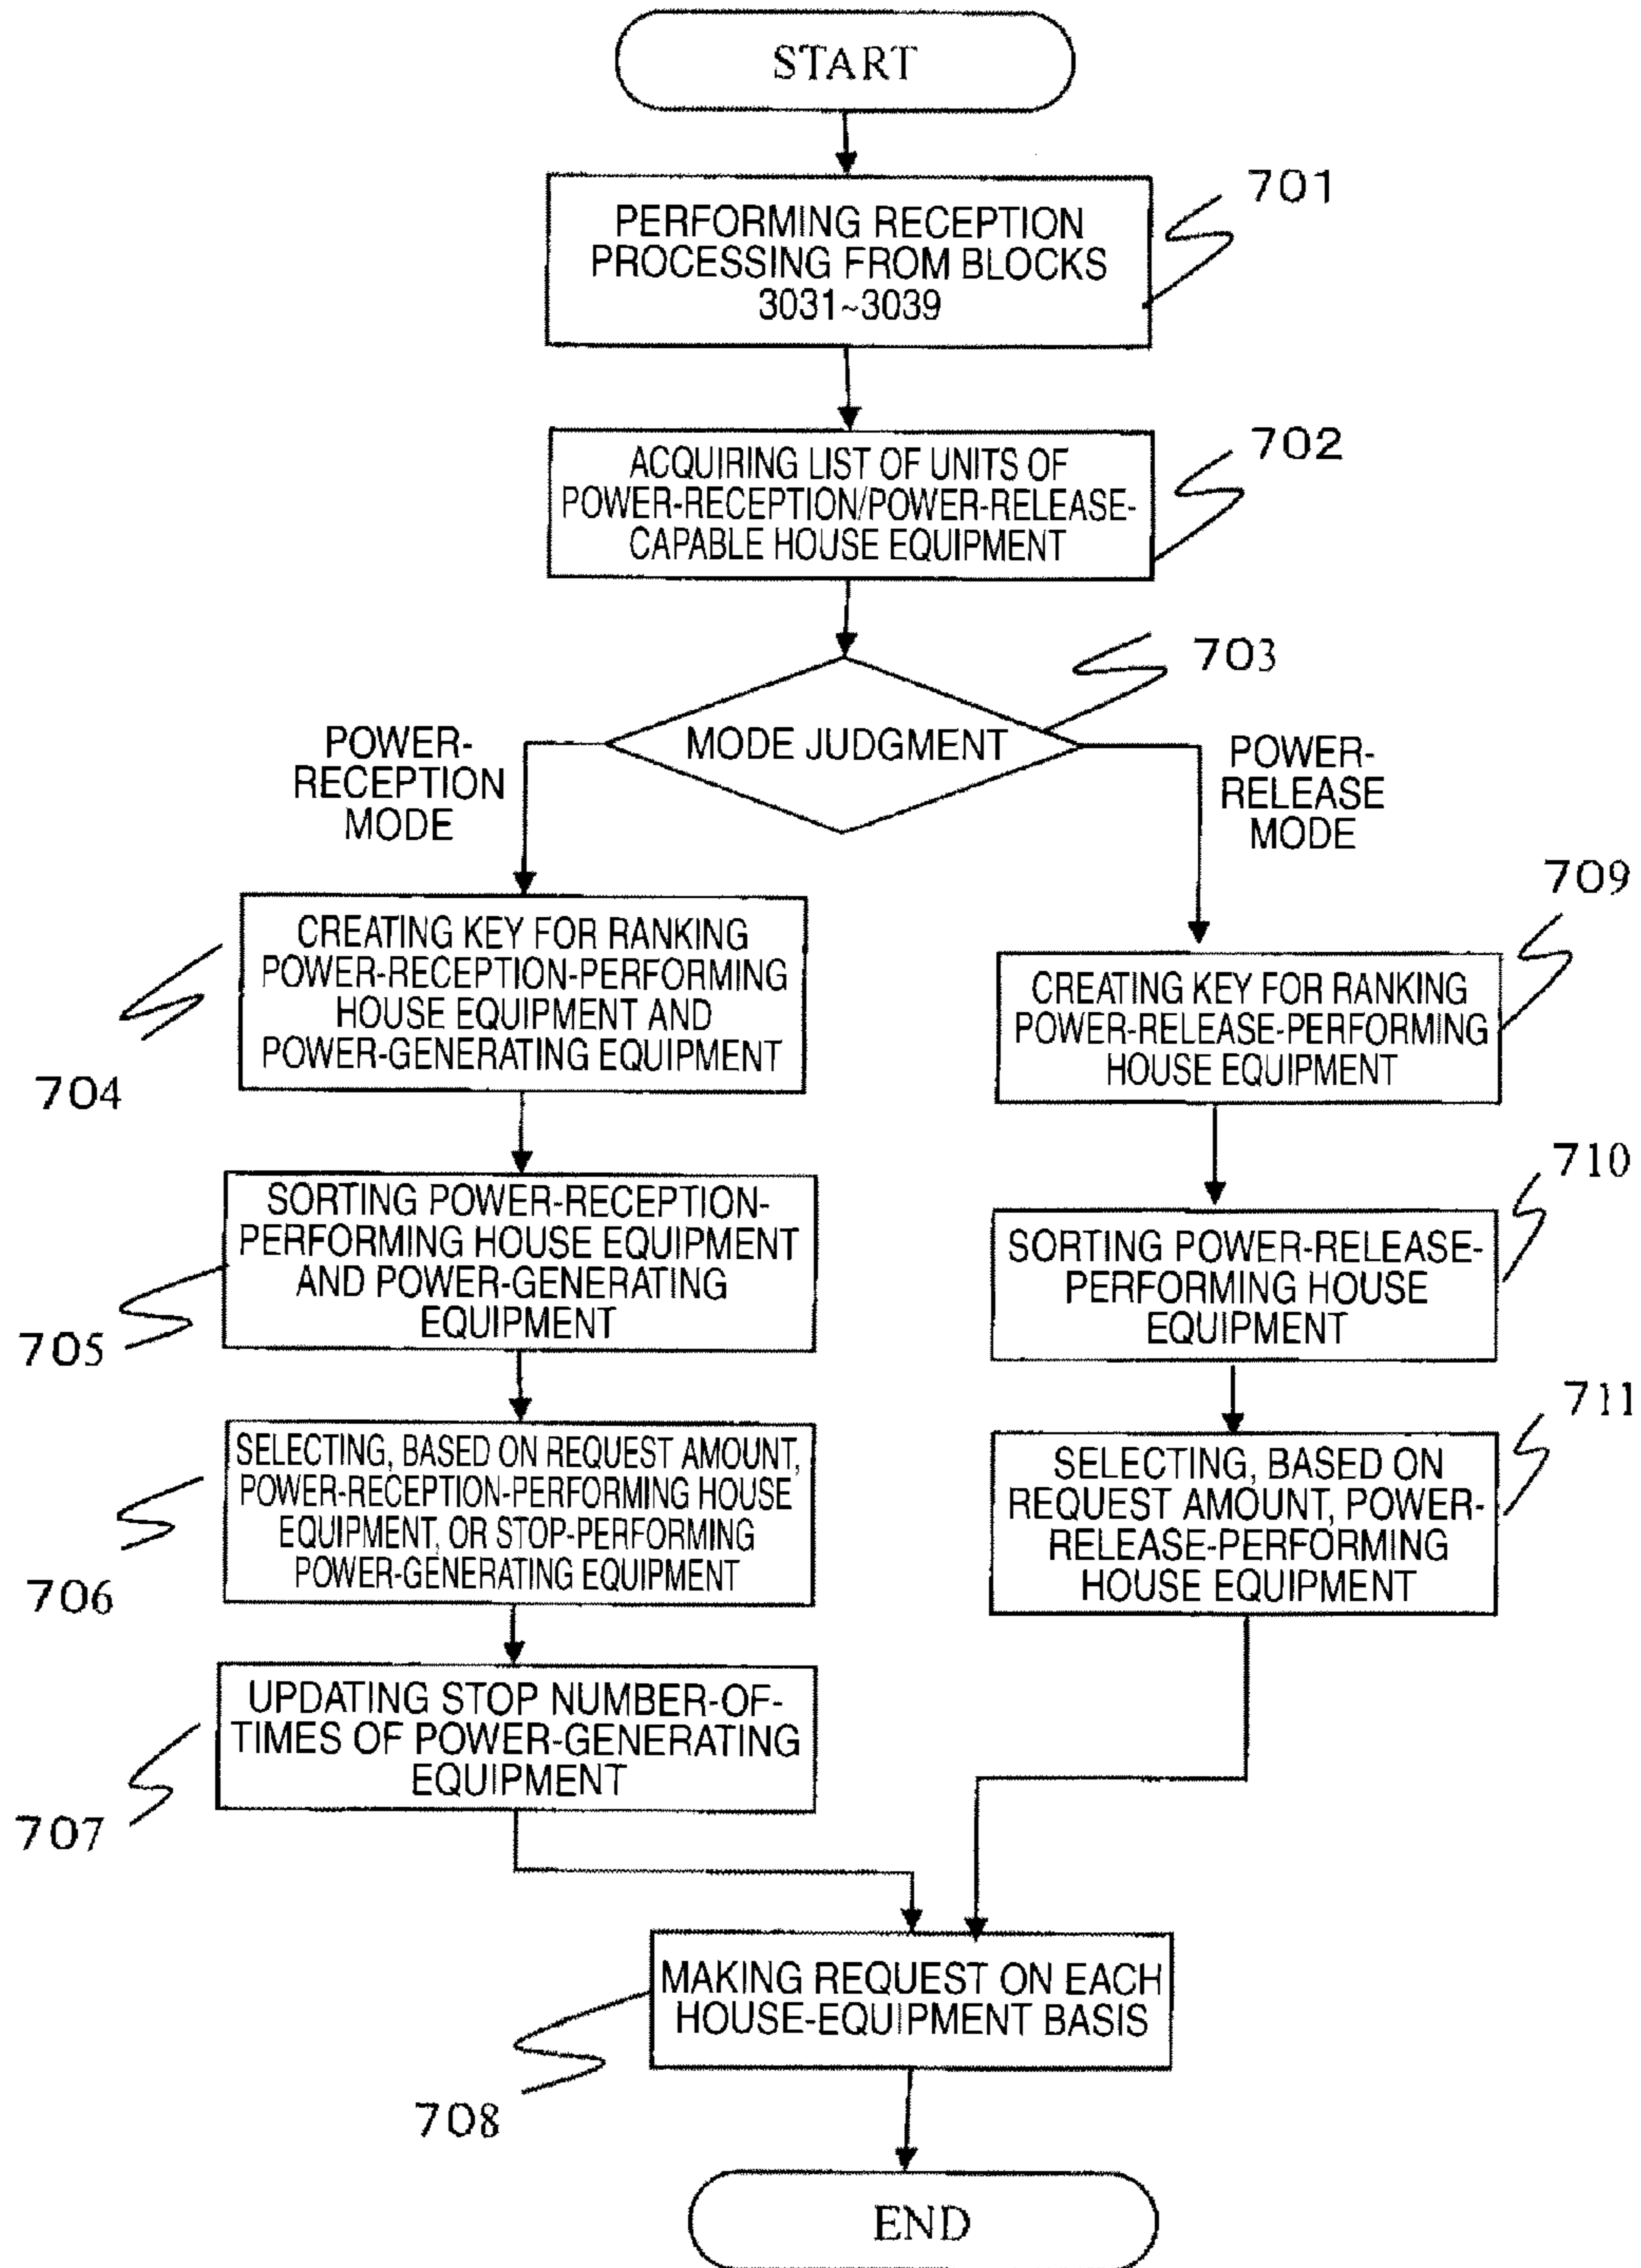 START
PERFORMING RECEPTION
PROCESSING FROM BLOCKS
3031~3039
701
ACQUIRING LIST OF UNITS OF
POWER-RECEPTION/POWER-RELEASE-
CAPABLE HOUSE EQUIPMENT
702
MODE JUDGMENT
703
POWER-
RECEPTION
MODE
POWER-
RELEASE
MODE
CREATING KEY FOR RANKING
POWER-RECEPTION-PERFORMING
HOUSE EQUIPMENT AND
POWER-GENERATING EQUIPMENT
704
SORTING POWER-RECEPTION-
PERFORMING HOUSE EQUIPMENT
AND POWER-GENERATING
EQUIPMENT
705
SELECTING, BASED ON REQUEST AMOUNT,
POWER-RECEPTION-PERFORMING HOUSE
EQUIPMENT, OR STOP-PERFORMING
POWER-GENERATING EQUIPMENT
706
UPDATING STOP NUMBER-OF-
TIMES OF POWER-GENERATING
EQUIPMENT
707
CREATING KEY FOR RANKING
POWER-RELEASE-PERFORMING
HOUSE EQUIPMENT
709
SORTING POWER-RELEASE-
PERFORMING HOUSE
EQUIPMENT
710
SELECTING, BASED ON
REQUEST AMOUNT, POWER-
RELEASE-PERFORMING
HOUSE EQUIPMENT
711
MAKING REQUEST ON EACH
HOUSE-EQUIPMENT BASIS
708
END